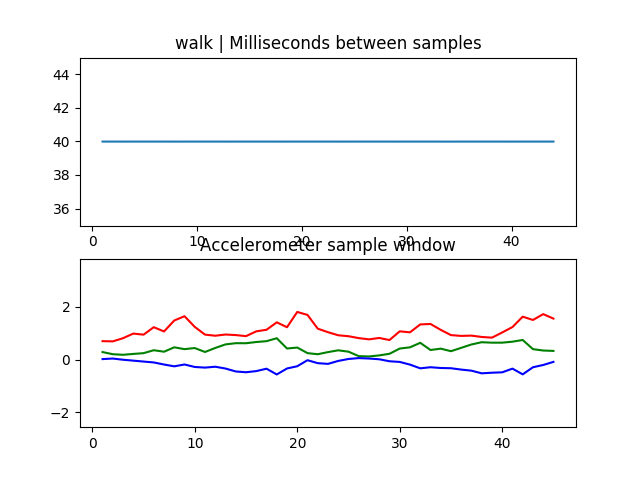 walk | Milliseconds between samples
44
42
40
38
36
0 10 20 30 40
Accelerometer sample window
2
0
−2
0 10 20 30 40